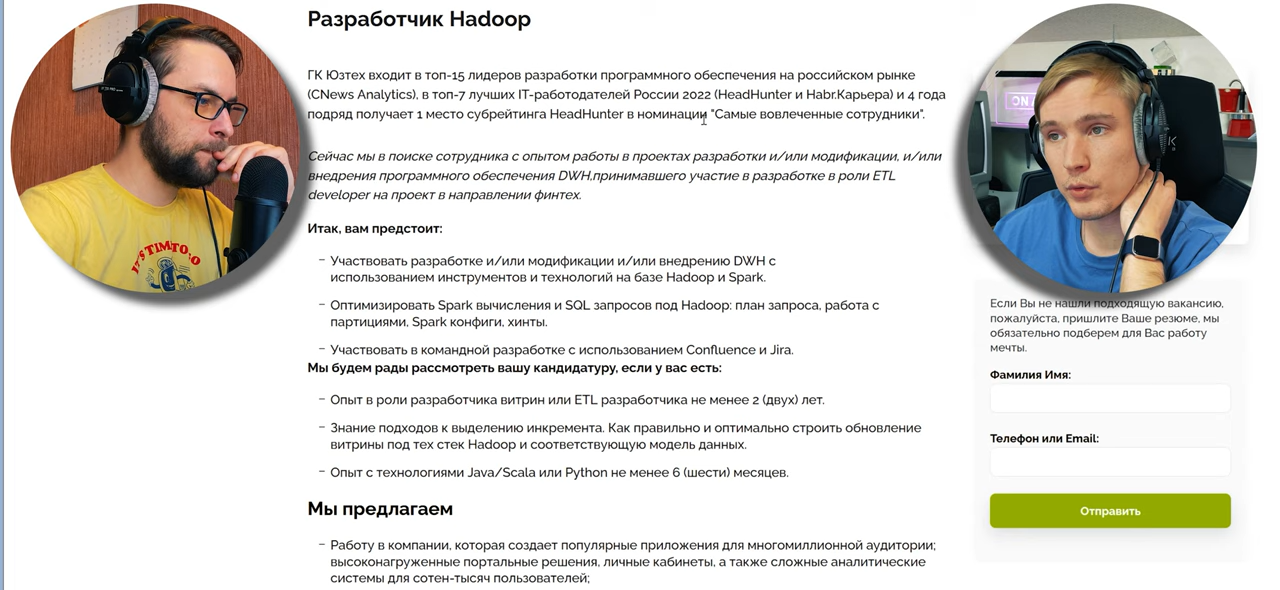 Разработчик Hadoop
ГК Юзтех входит в топ-15 лидеров разработки программного обеспечения на российском рынке
(CNews Analytics), в топ-7 лучших IT-работодателей России 2022 (HeadHunter и Habr.Карьера) и 4 года
подряд получает 1 место субрейтинга HeadHunter в номинации "Самые вовлеченные сотрудники".
Сейчас мы в поиске сотрудника с опытом работы в проектах разработки и/или модификации, и/или
внедрения программного обеспечения DWH,принимавшего участие в разработке в роли ETL
developer на проект в направлении финтех.
Итак, вам предстоит:
– Участвовать разработке и/или модификации и/или внедрению DWH с
использованием инструментов и технологий на базе Hadoop и Spark.
– Оптимизировать Spark вычисления и SQL запросов под Hadoop: план запроса, работа с
партициями, Spark конфиги, хинты.
– Участвовать в командной разработке с использованием Confluence и Jira.
Мы будем рады рассмотреть вашу кандидатуру, если у вас есть:
– Опыт в роли разработчика витрин или ETL разработчика не менее 2 (двух) лет.
– Знание подходов к выделению инкремента. Как правильно и оптимально строить обновление
витрины под тех стек Hadoop и соответствующую модель данных.
– Опыт с технологиями Java/Scala или Python не менее 6 (шести) месяцев.
Мы предлагаем
– Работу в компании, которая создает популярные приложения для многомиллионной аудитории;
высоконагруженные портальные решения, личные кабинеты, а также сложные аналитические
системы для сотен-тысяч пользователей;
IT'S TIME TO GO
ON A
Если Вы не нашли подходящую вакансию,
пожалуйста, пришлите Ваше резюме, мы
обязательно подберем для Вас работу
мечты.
Фамилия Имя:
Телефон или Email:
Отправить